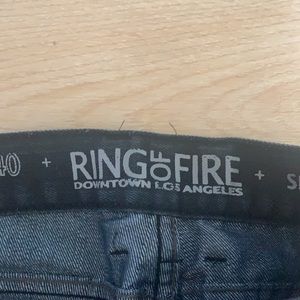 40 + RING OF FIRE +
DOWNTOWN LOS ANGELES